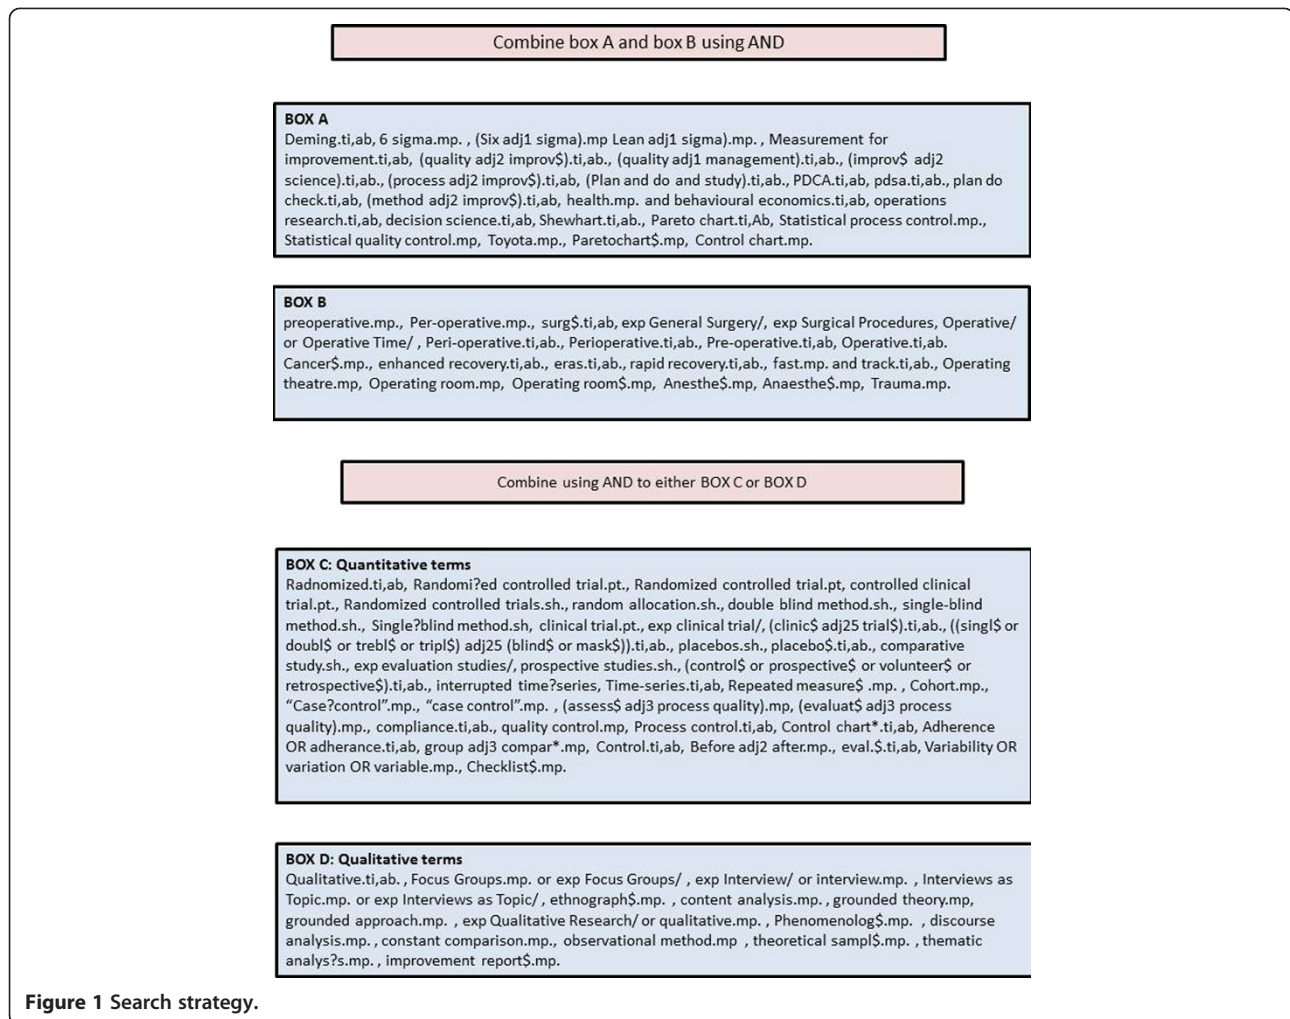 Combine box A and box B using AND
BOX A
Deming.ti,ab, 6 sigma.mp. , (Six adj1 sigma).mp Lean adj1 sigma).mp. , Measurement for
improvement.ti,ab, (quality adj2 improv$).ti,ab., (quality adj1 management).ti,ab., (improv$ adj2
science).ti,ab., (process adj2 improv$).ti,ab, (Plan and do and study).ti,ab., PDCA.ti,ab, pdsa.ti,ab., plan do
check.ti,ab, (method adj2 improv$).ti,ab, health.mp. and behavioural economics.ti,ab, operations
research.ti,ab, decision science.ti,ab, Shewhart.ti,ab., Pareto chart.ti,Ab, Statistical process control.mp.,
Statistical quality control.mp, Toyota.mp., Paretochart$.mp, Control chart.mp.
BOX B
preoperative.mp., Per-operative.mp., surg$.ti,ab, exp General Surgery/, exp Surgical Procedures, Operative/
or Operative Time/ , Peri-operative.ti,ab., Perioperative.ti,ab., Pre-operative.ti,ab, Operative.ti,ab.
Cancer$.mp., enhanced recovery.ti,ab., eras.ti,ab., rapid recovery.ti,ab., fast.mp. and track.ti,ab., Operating
theatre.mp, Operating room.mp, Operating room$.mp, Anesthe$.mp, Anaesthe$.mp, Trauma.mp.
Combine using AND to either BOX C or BOX D
BOX C: Quantitative terms
Radnomized.ti,ab, Randomi?ed controlled trial.pt., Randomized controlled trial.pt, controlled clinical
trial.pt., Randomized controlled trials.sh., random allocation.sh., double blind method.sh., single-blind
method.sh., Single?blind method.sh, clinical trial.pt., exp clinical trial/, (clinic$ adj25 trial$).ti,ab., ((singl$ or
doubl$ or trebl$ or tripl$) adj25 (blind$ or mask$)).ti,ab., placebos.sh., placebo$.ti,ab., comparative
study.sh., exp evaluation studies/, prospective studies.sh., (control$ or prospective$ or volunteer$ or
retrospective$).ti,ab., interrupted time?series, Time-series.ti,ab, Repeated measure$ .mp. , Cohort.mp.,
“Case?control”.mp., “case control”.mp. , (assess$ adj3 process quality).mp, (evaluat$ adj3 process
quality).mp., compliance.ti,ab., quality control.mp, Process control.ti,ab, Control chart*.ti,ab, Adherence
OR adherance.ti,ab, group adj3 compar*.mp, Control.ti,ab, Before adj2 after.mp., eval.$.ti,ab, Variability OR
variation OR variable.mp., Checklist$.mp.
BOX D: Qualitative terms
Qualitative.ti,ab. , Focus Groups.mp. or exp Focus Groups/ , exp Interview/ or interview.mp. , Interviews as
Topic.mp. or exp Interviews as Topic/ , ethnograph$.mp. , content analysis.mp. , grounded theory.mp,
grounded approach.mp. , exp Qualitative Research/ or qualitative.mp. , Phenomenolog$.mp. , discourse
analysis.mp. , constant comparison.mp., observational method.mp , theoretical sampl$.mp. , thematic
analys?s.mp. , improvement report$.mp.
Figure 1 Search strategy.